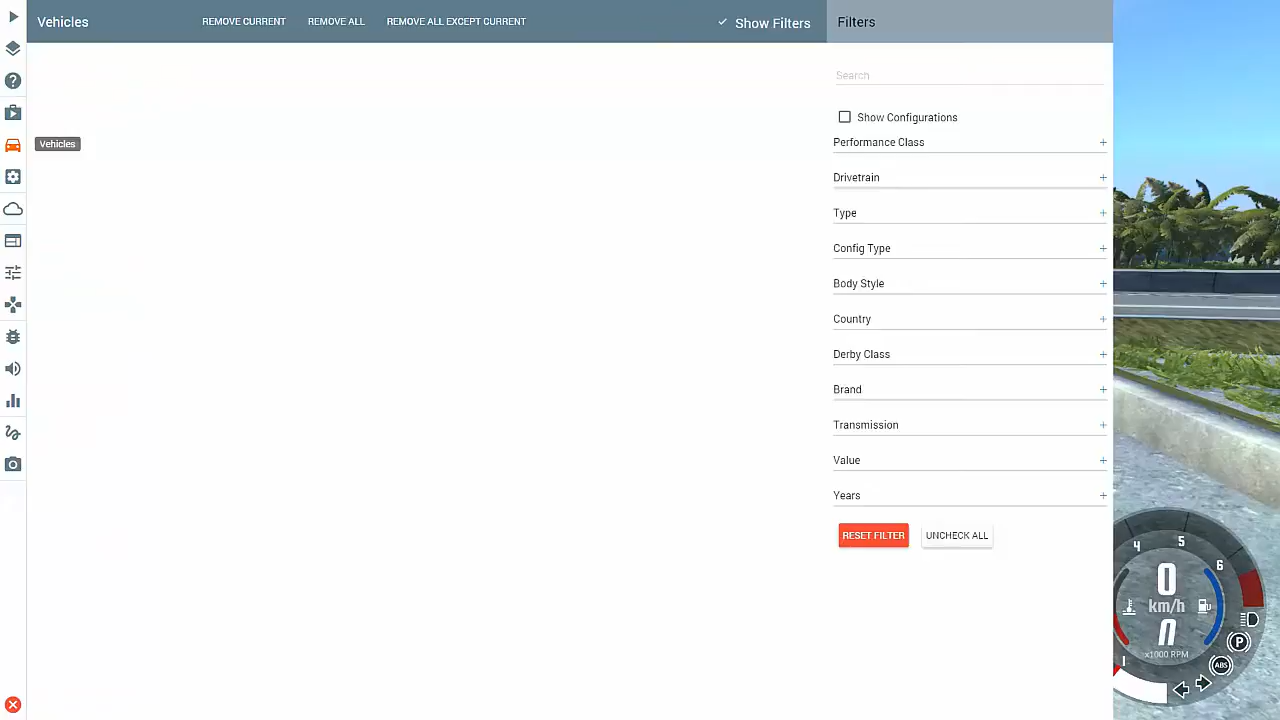 Vehicles
REMOVE CURRENT
REMOVE ALL
REMOVE ALL EXCEPT CURRENT
Show Filters
Filters
Search
Show Configurations
Vehicles
Performance Class
Drivetrain
Type
Config Type
Body Style
Country
Derby Class
Brand
Transmission
Value
Years
RESET FILTER
UNCHECK ALL
4
5
6
0
km/h
n
x1000 RPM
1
P
ABS